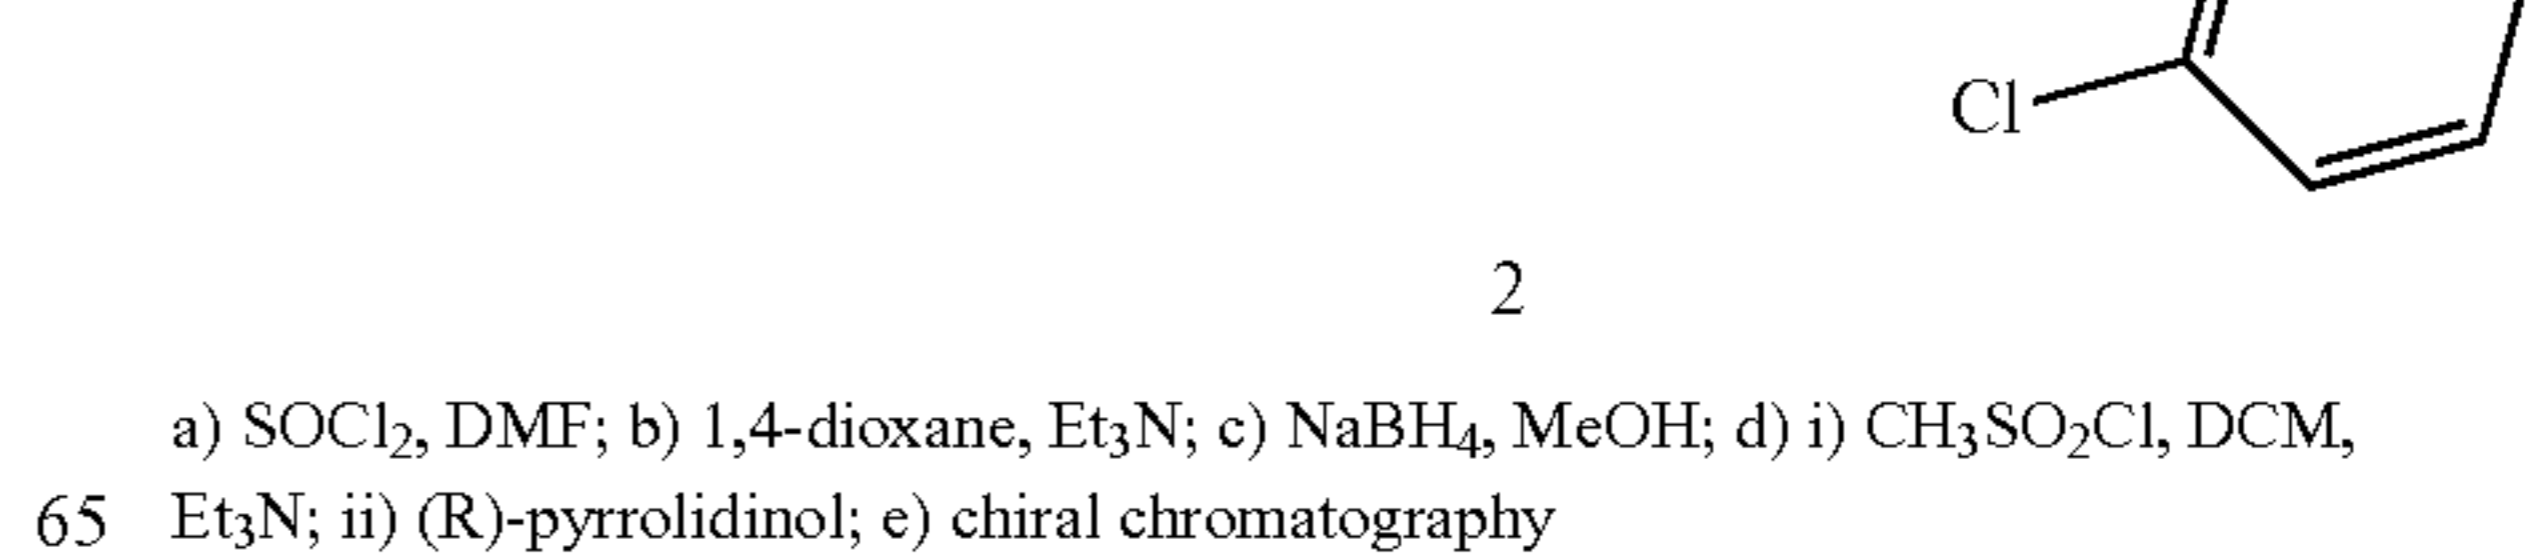 Cl
2
a) SOCl₂, DMF; b) 1,4-dioxane, Et₃N; c) NaBH₄, MeOH; d) i) CH₃SO₂Cl, DCM,
65 Et₃N; ii) (R)-pyrrolidinol; e) chiral chromatography